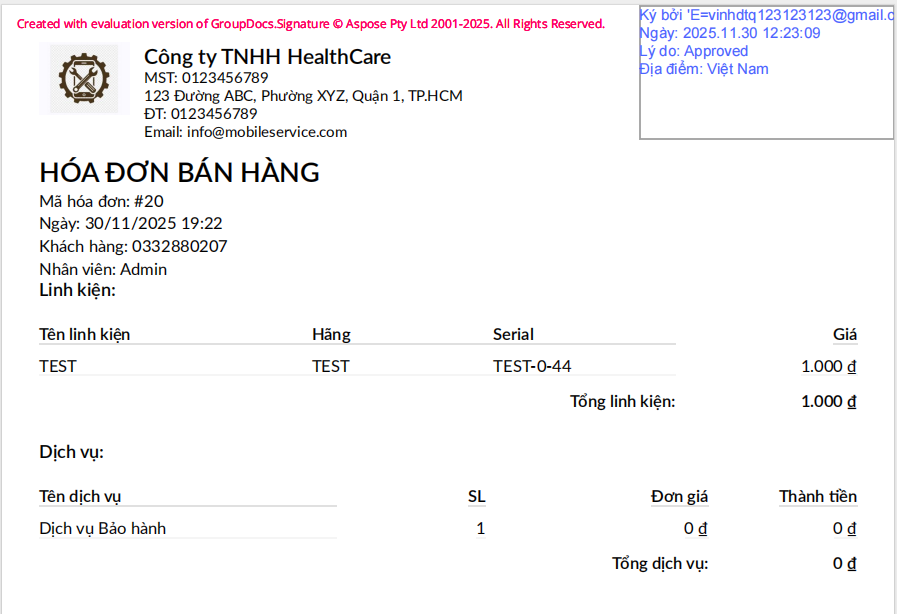 Created with evaluation version of GroupDocs.Signature © Aspose Pty Ltd 2001-2025. All Rights Reserved.
Ký bởi 'E=vinhdtq123123123@gmail.c
Ngày: 2025.11.30 12:23:09
Lý do: Approved
Địa điểm: Việt Nam
Công ty TNHH HealthCare
MST: 0123456789
123 Đường ABC, Phường XYZ, Quận 1, TP.HCM
ĐT: 0123456789
Email: info@mobileservice.com
HÓA ĐƠN BÁN HÀNG
Mã hóa đơn: #20
Ngày: 30/11/2025 19:22
Khách hàng: 0332880207
Nhân viên: Admin
Linh kiện:
Tên linh kiện Hãng Serial Giá
TEST TEST TEST-0-44 1.000 ₫
Tổng linh kiện: 1.000 ₫
Dịch vụ:
Tên dịch vụ SL Đơn giá Thành tiền
Dịch vụ Bảo hành 1 0 ₫ 0 ₫
Tổng dịch vụ: 0 ₫